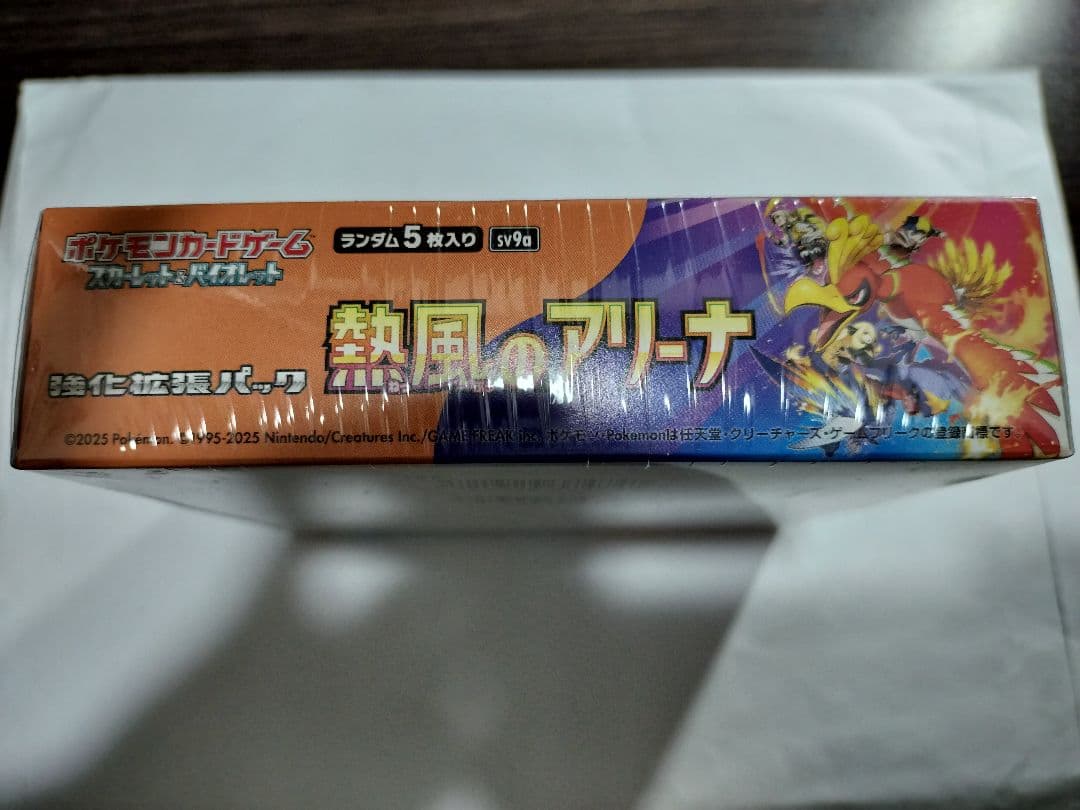 ポケモンカードゲーム™
スカーレット&バイオレット
ランダム5枚入り sv9a
熱風のアリーナ
強化拡張パック
©2025 Pokémon. ©1995-2025 Nintendo/Creatures Inc./GAME FREAK inc. ポケモン・Pokémonは任天堂・クリーチャーズ・ゲームフリークの登録商標です。